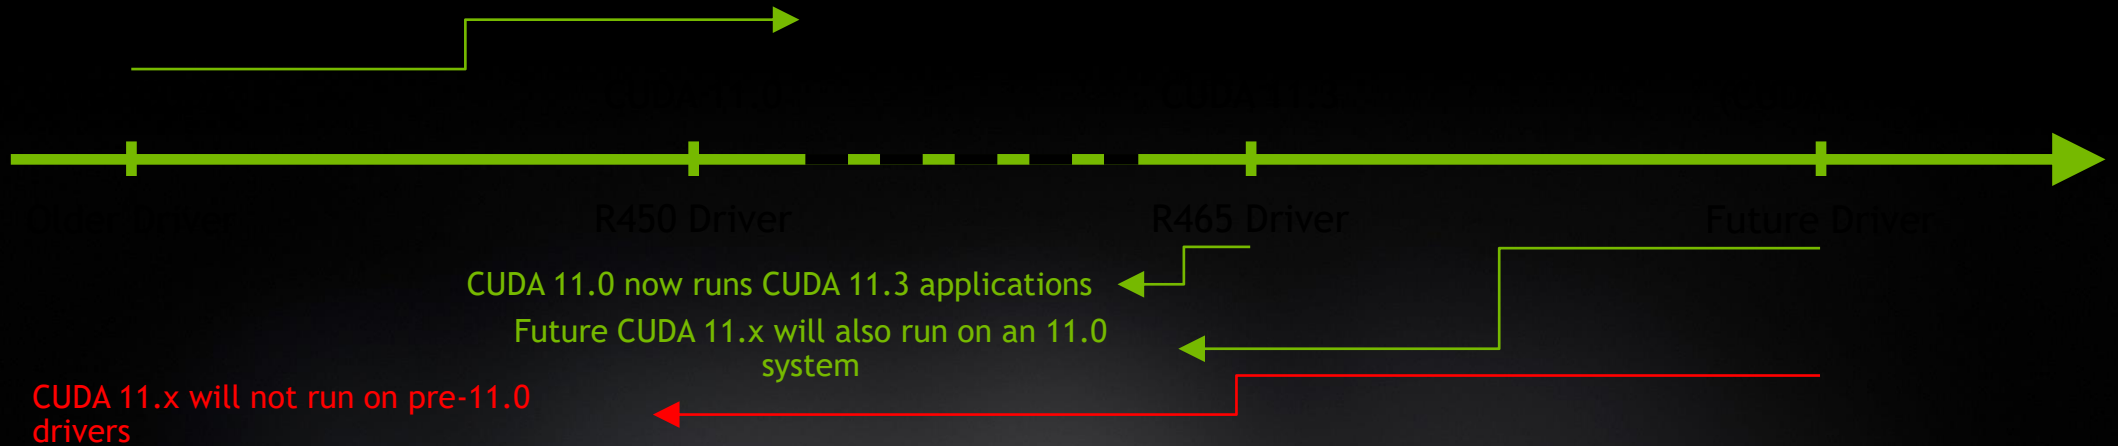 CUDA 11.0
CUDA 11.3
Older Driver
R450 Driver
R465 Driver
Future Driver
CUDA 11.0 now runs CUDA 11.3 applications
Future CUDA 11.x will also run on an 11.0
system
CUDA 11.x will not run on pre-11.0
drivers